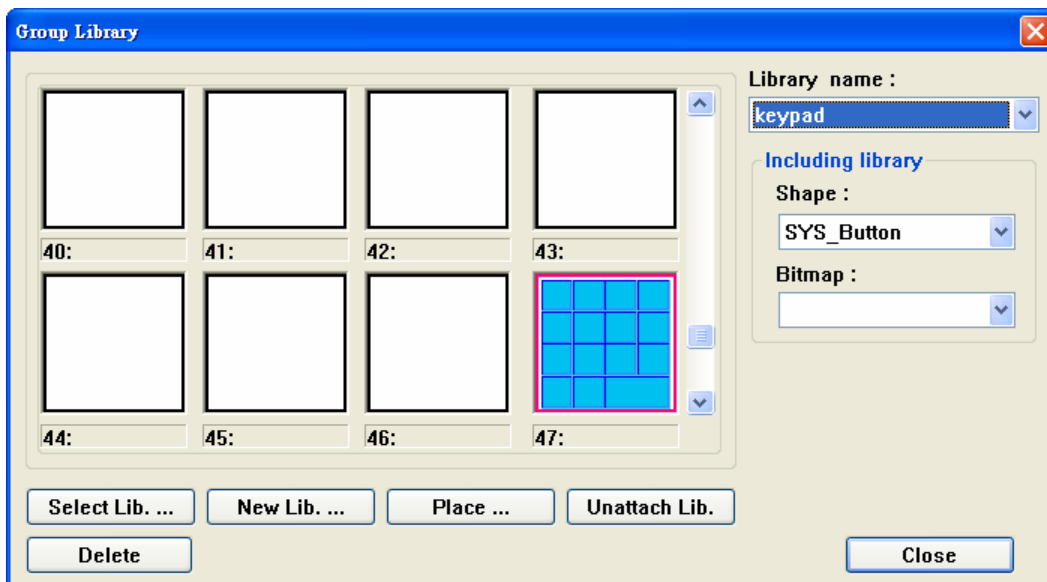 Group Library
Library name :
keypad
Including library
Shape :
SYS_Button
Bitmap :
40:
41:
42:
43:
44:
45:
46:
47:
Select Lib. ...
New Lib. ...
Place ...
Unattach Lib.
Delete
Close